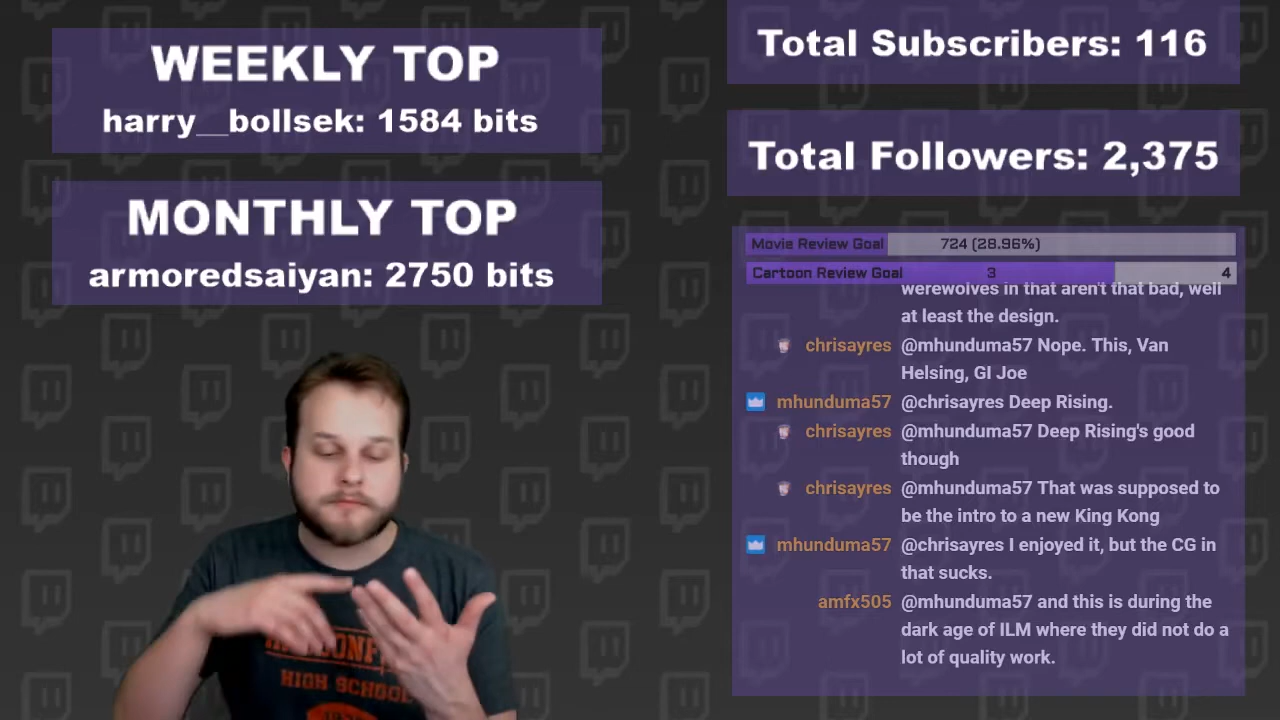 WEEKLY TOP
harry__bollsek: 1584 bits
MONTHLY TOP
armoredsaiyan: 2750 bits
Total Subscribers: 116
Total Followers: 2,375
Movie Review Goal 724 (28.96%)
Cartoon Review Goal 3 4
werewolves in that aren't that bad, well
at least the design.
chrisayres @mhunduma57 Nope. This, Van
Helsing, GI Joe
mhunduma57 @chrisayres Deep Rising.
chrisayres @mhunduma57 Deep Rising's good
though
chrisayres @mhunduma57 That was supposed to
be the intro to a new King Kong
mhunduma57 @chrisayres I enjoyed it, but the CG in
that sucks.
amfx505 @mhunduma57 and this is during the
dark age of ILM where they did not do a
lot of quality work.
HIGH SCHOOL